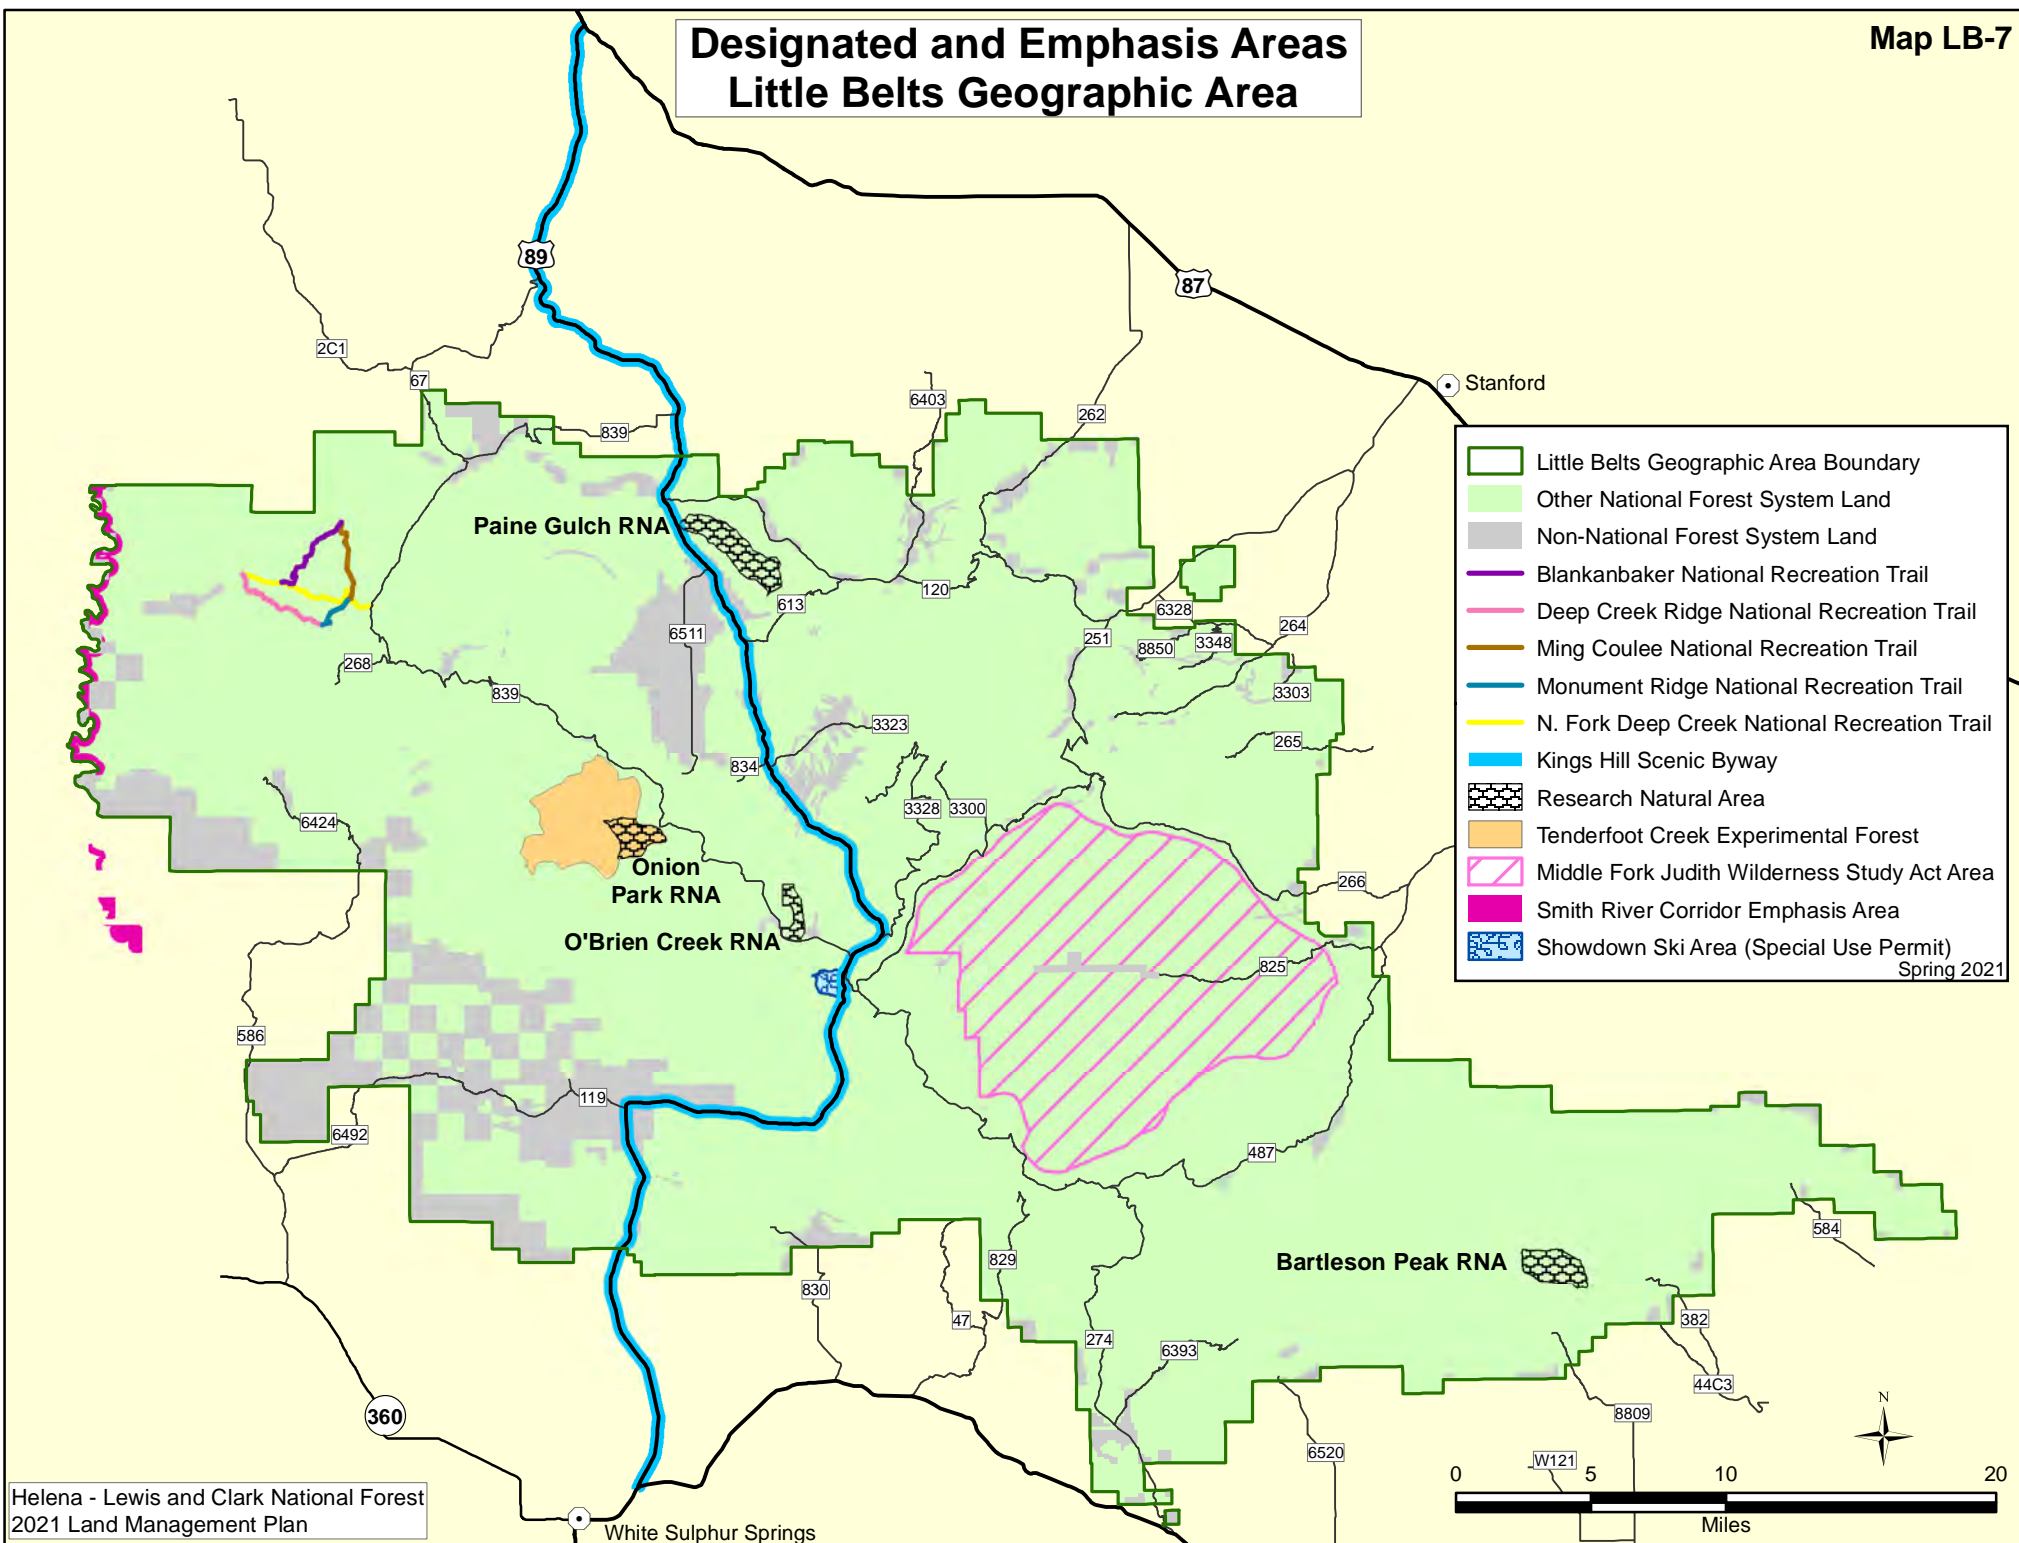 Designated and Emphasis Areas
Little Belts Geographic Area
Map LB-7
89
87
2C1
67
Stanford
6403
262
839
Little Belts Geographic Area Boundary
Other National Forest System Land
Non-National Forest System Land
Blankanbaker National Recreation Trail
Deep Creek Ridge National Recreation Trail
Ming Coulee National Recreation Trail
Monument Ridge National Recreation Trail
N. Fork Deep Creek National Recreation Trail
Kings Hill Scenic Byway
Research Natural Area
Tenderfoot Creek Experimental Forest
Middle Fork Judith Wilderness Study Act Area
Smith River Corridor Emphasis Area
Showdown Ski Area (Special Use Permit)
Spring 2021
Paine Gulch RNA
120
613
6328
264
6511
251
8850
3348
268
839
3303
3323
265
834
6424
3328
3300
Onion
Park RNA
266
O'Brien Creek RNA
825
586
119
6492
487
584
829
Bartleson Peak RNA
830
47
382
274
6393
44C3
360
8809
N
6520
W121
0
5
10
20
Miles
Helena - Lewis and Clark National Forest
2021 Land Management Plan
White Sulphur Springs